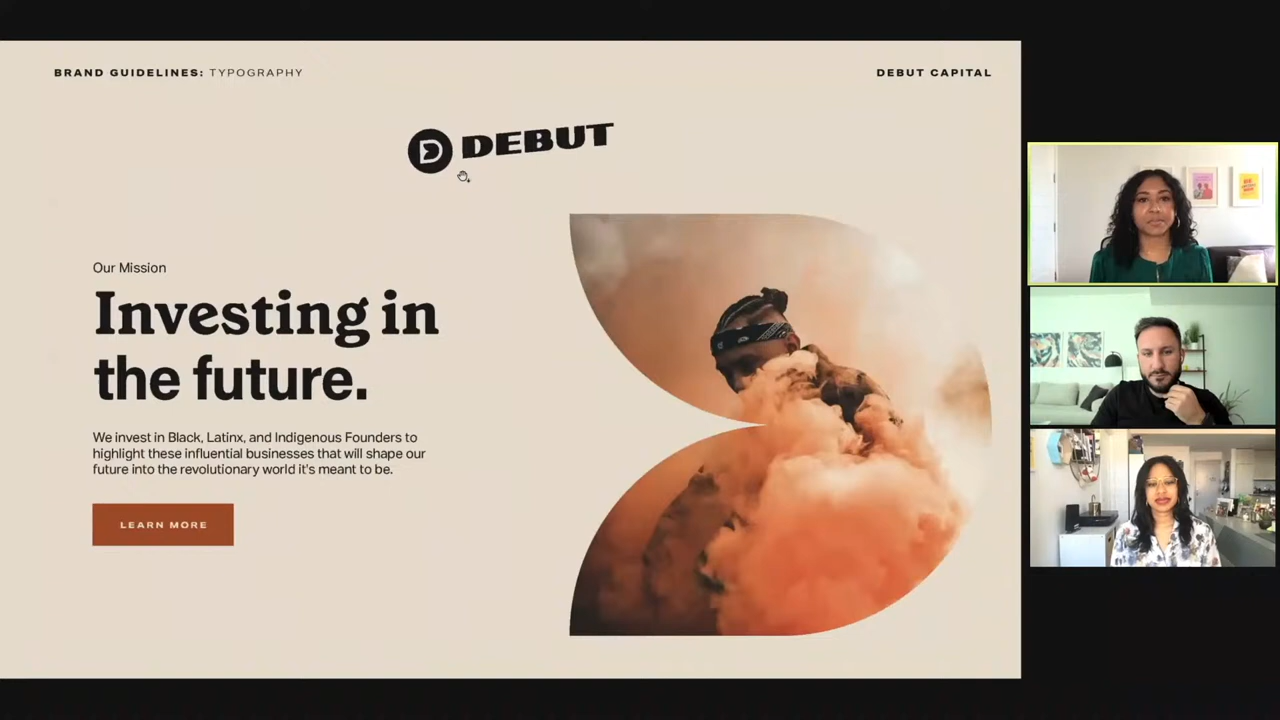 BRAND GUIDELINES: TYPOGRAPHY
DEBUT CAPITAL
D DEBUT
Our Mission
Investing in
the future.
We invest in Black, Latinx, and Indigenous Founders to
highlight these influential businesses that will shape our
future into the revolutionary world it's meant to be.
LEARN MORE